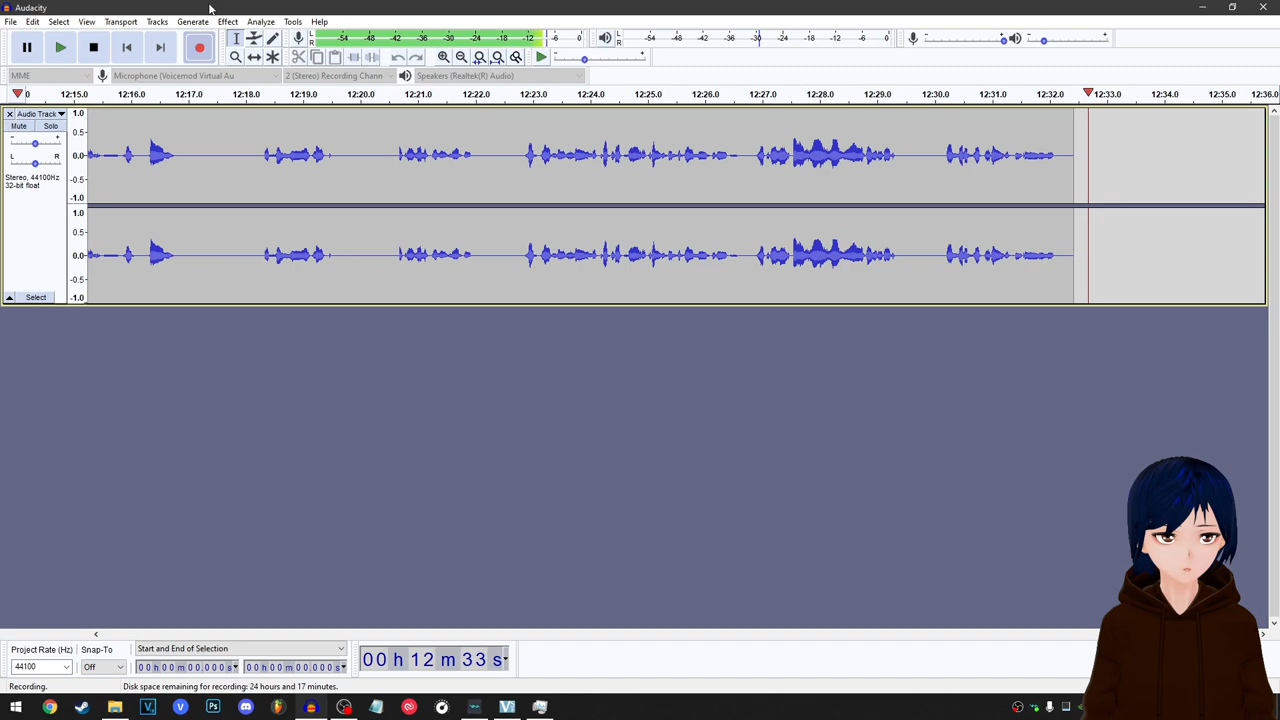 Audacity
File Edit Select View Transport Tracks Generate Effect Analyze Tools Help
L R -54 -48 -42 -36 -30 -24 -18 -12 -6 0 L R -54 -48 -42 -36 -30 -24 -18 -12 -6 0
MME Microphone (Voicemod Virtual Au 2 (Stereo) Recording Chann Speakers (Realtek(R) Audio)
0 12:15.0 12:16.0 12:17.0 12:18.0 12:19.0 12:20 12:21.0 12:22.0 12:23.0 12:24.0 12:25.0 12:26.0 12:27.0 12:28.0 12:29.0 12:30.0 12:31.0 12:32.0 12:33.0 12:34.0 12:35.0 12:36.0
Audio Track 1.0
Mute Solo
0.5
- +
L R 0.0
Stereo, 44100Hz
32-bit float
-0.5
-1.0
1.0
0.5
0.0
-0.5
Select -1.0
Project Rate (Hz) Snap-To Start and End of Selection
44100 Off 00 h 00 m 00.000 s 00 h 00 m 00.000 s 00 h 12 m 33 s
Recording. Disk space remaining for recording: 24 hours and 17 minutes.